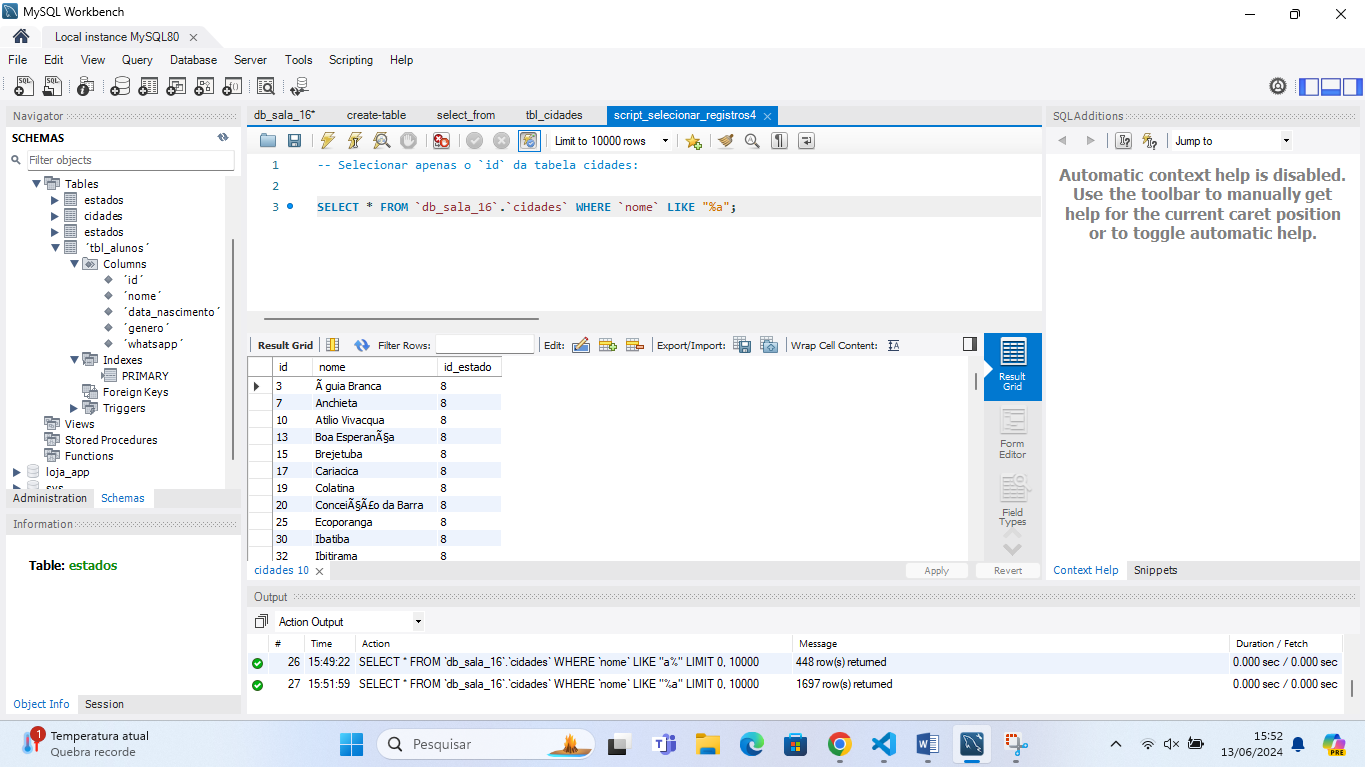 MySQL Workbench
Local instance MySQL80
File Edit View Query Database Server Tools Scripting Help
Navigator
SCHEMAS
Filter objects
Tables
estados
cidades
estados
´tbl_alunos´
Columns
´id´
´nome´
´data_nascimento´
´genero´
´whatsapp´
Indexes
PRIMARY
Foreign Keys
Triggers
Views
Stored Procedures
Functions
loja_app
sys
Administration Schemas
Information
Table: estados
Object Info Session
db_sala_16* create-table select_from tbl_cidades script_selecionar_registros4
Limit to 10000 rows
1 -- Selecionar apenas o `id` da tabela cidades:
2
3 SELECT * FROM `db_sala_16`.`cidades` WHERE `nome` LIKE "%a";
Result Grid Filter Rows: Edit: Export/Import: Wrap Cell Content:
id nome id_estado
3 Ã guia Branca 8
7 Anchieta 8
10 Atilio Vivacqua 8
13 Boa EsperanÃ§a 8
15 Brejetuba 8
17 Cariacica 8
19 Colatina 8
20 ConceiÃ§Ã£o da Barra 8
25 Ecoporanga 8
30 Ibatiba 8
32 Ibitirama 8
Result
Grid
Form
Editor
Field
Types
cidades 10 Apply Revert
SQLAdditions
Jump to
Automatic context help is disabled.
Use the toolbar to manually get
help for the current caret position
or to toggle automatic help.
Context Help Snippets
Output
Action Output
# Time Action Message Duration / Fetch
26 15:49:22 SELECT * FROM `db_sala_16`.`cidades` WHERE `nome` LIKE "a%" LIMIT 0, 10000 448 row(s) returned 0.000 sec / 0.000 sec
27 15:51:59 SELECT * FROM `db_sala_16`.`cidades` WHERE `nome` LIKE "%a" LIMIT 0, 10000 1697 row(s) returned 0.000 sec / 0.000 sec
1
Temperatura atual
Quebra recorde
Pesquisar
15:52
13/06/2024
PRE